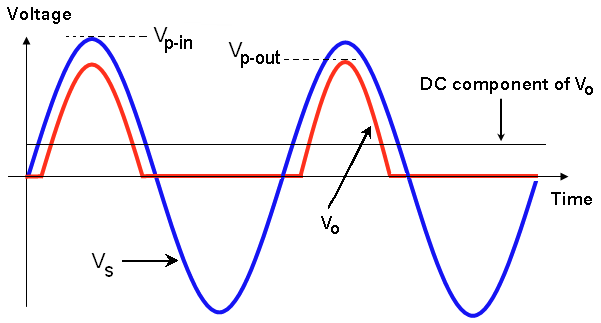 Voltage
Vp-in
Vp-out
DC component of Vo
Time
Vo
Vs